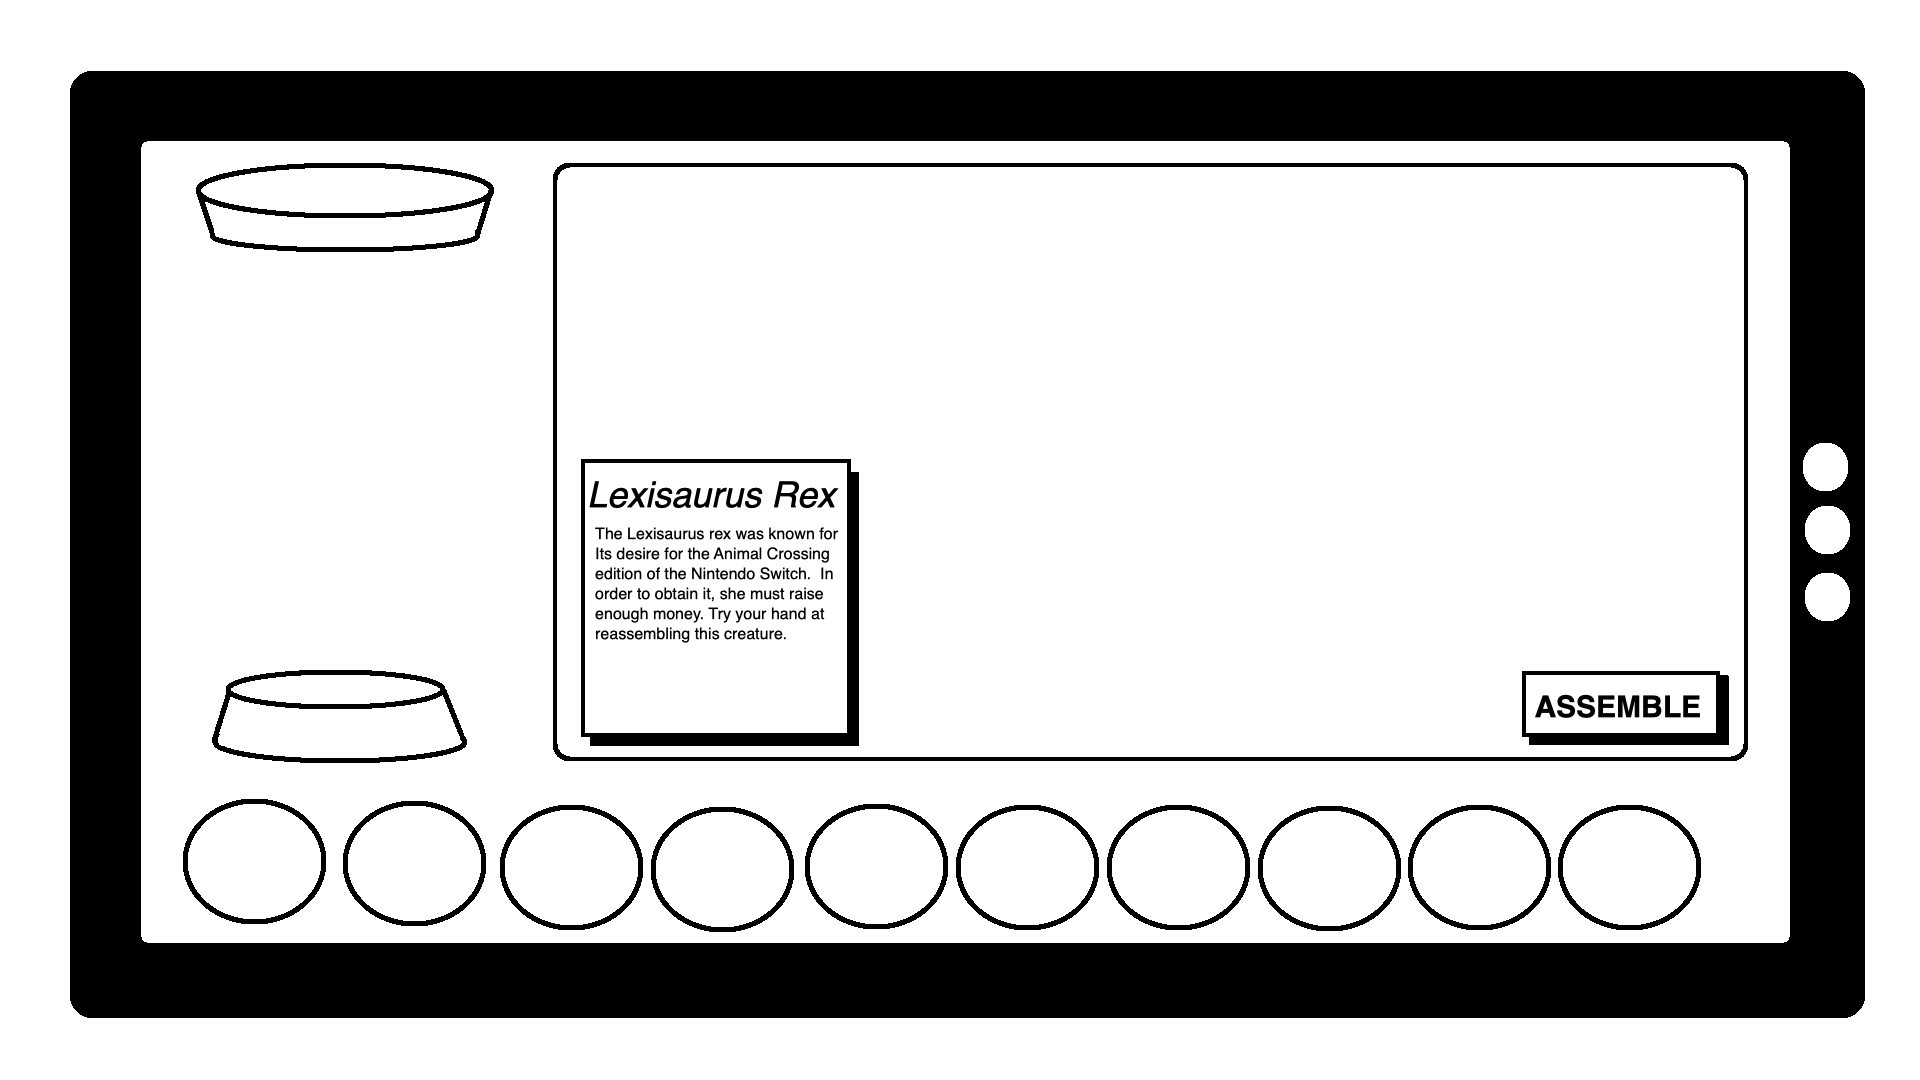 Lexisaurus Rex
The Lexisaurus rex was known for
Its desire for the Animal Crossing
edition of the Nintendo Switch.  In
order to obtain it, she must raise
enough money. Try your hand at
reassembling this creature.
ASSEMBLE